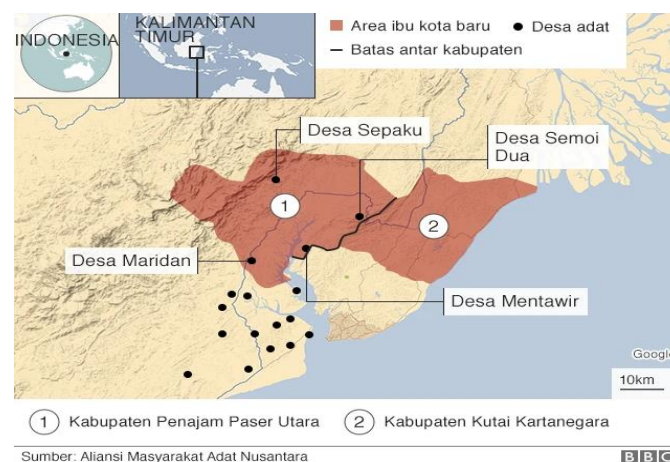 INDONESIA
KALIMANTAN
TIMUR
Area ibu kota baru
Desa adat
Batas antar kabupaten
Desa Sepaku
Desa Semoi
Dua
1
2
Desa Maridan
Desa Mentawir
Google
10km
1 Kabupaten Penajam Paser Utara
2 Kabupaten Kutai Kartanegara
Sumber: Aliansi Masyarakat Adat Nusantara
BBC